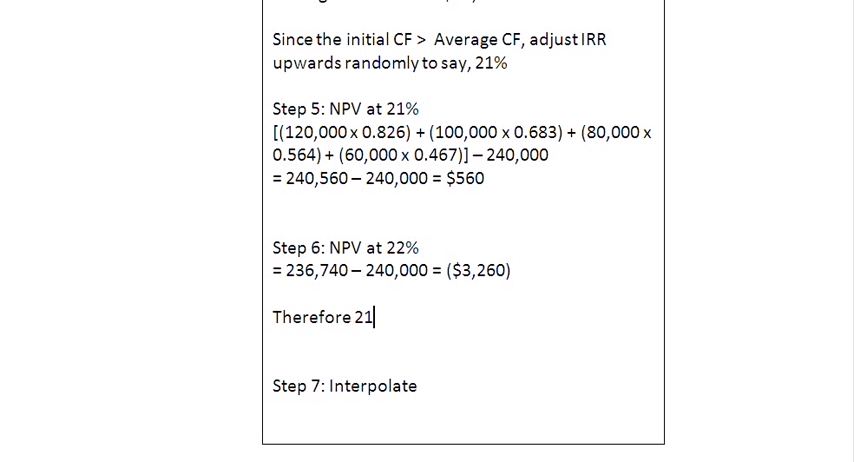 Since the initial CF > Average CF, adjust IRR
upwards randomly to say, 21%
Step 5: NPV at 21%
[(120,000 x 0.826) + (100,000 x 0.683) + (80,000 x
0.564) + (60,000 x 0.467)] – 240,000
= 240,560 – 240,000 = $560
Step 6: NPV at 22%
= 236,740 – 240,000 = ($3,260)
Therefore 21
Step 7: Interpolate